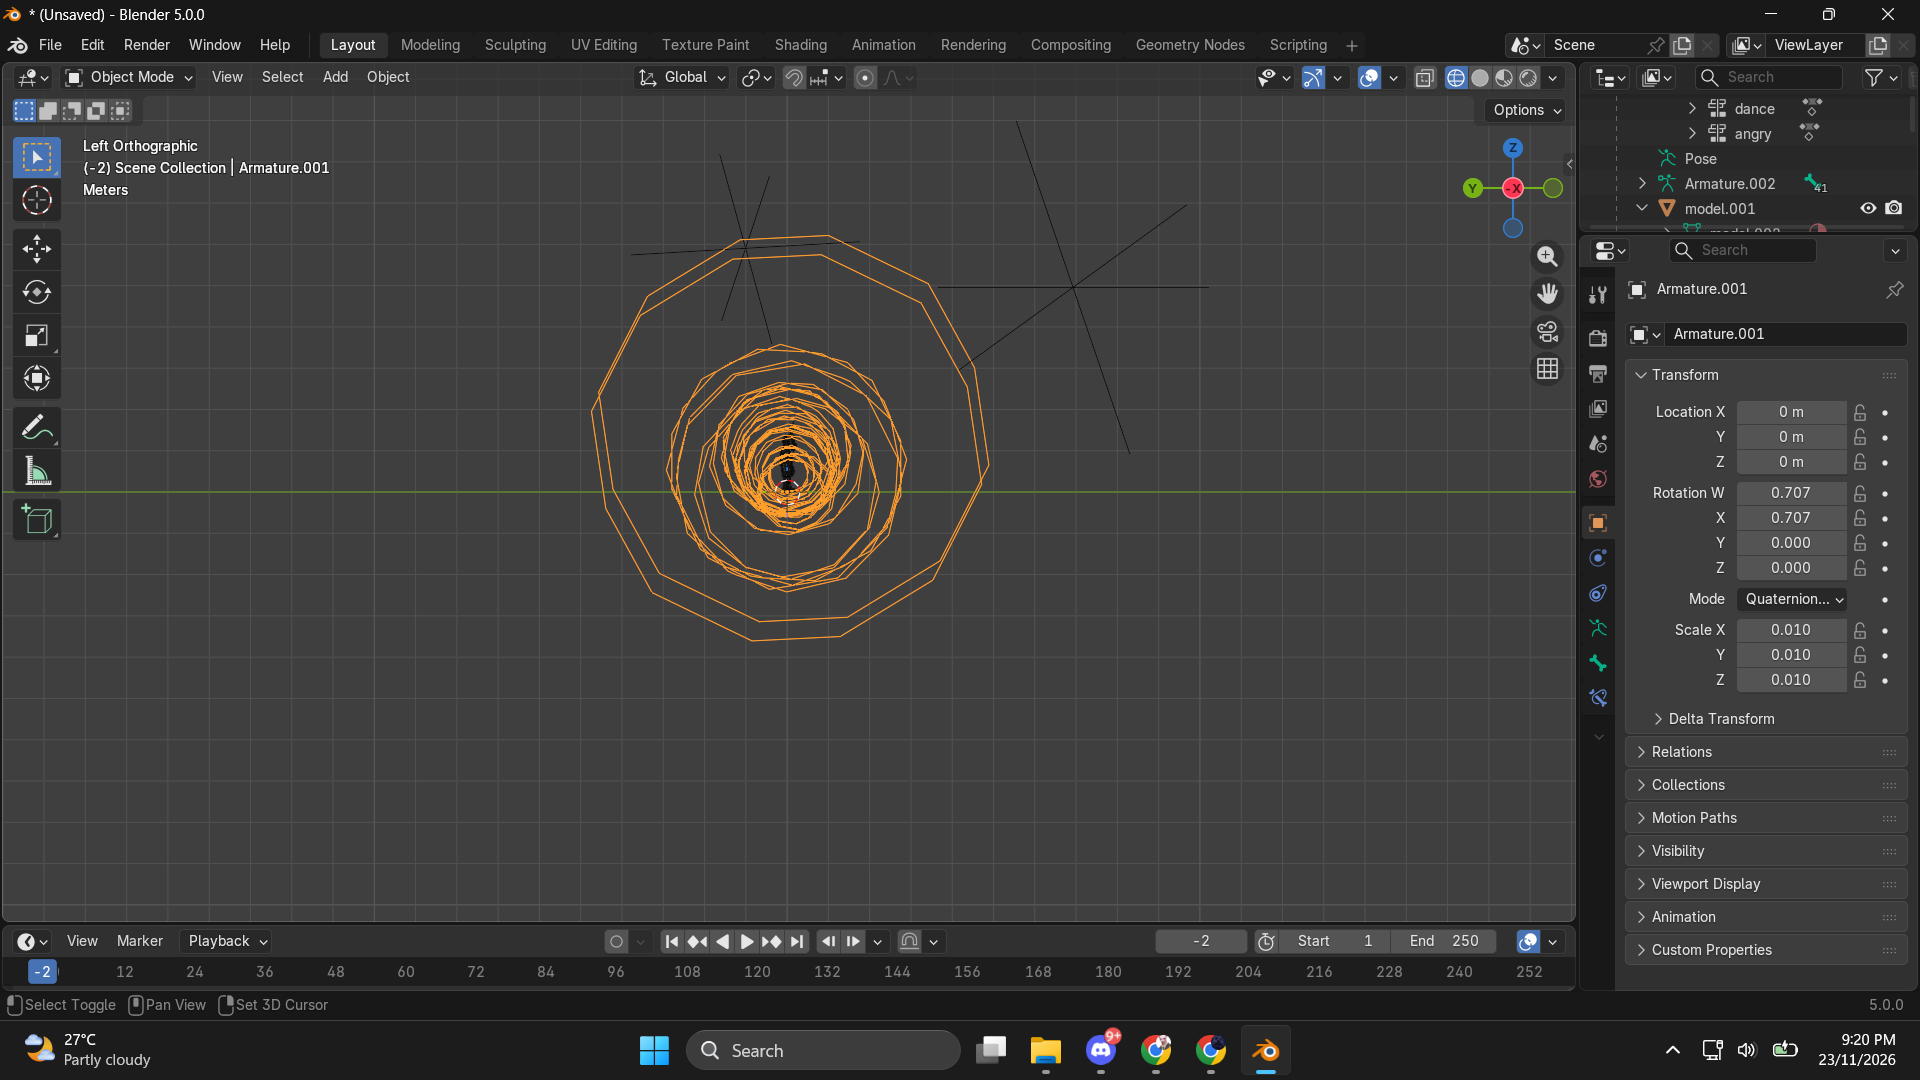 * (Unsaved) - Blender 5.0.0
File Edit Render Window Help Layout Modeling Sculpting UV Editing Texture Paint Shading Animation Rendering Compositing Geometry Nodes Scripting + Scene ViewLayer
Object Mode View Select Add Object Global Search
Options
Left Orthographic
(-2) Scene Collection | Armature.001
Meters
Z
Y
-X
dance
angry
Pose
Armature.002 41
model.001
Search
Armature.001
Armature.001
Transform
Location X 0 m
Y 0 m
Z 0 m
Rotation W 0.707
X 0.707
Y 0.000
Z 0.000
Mode Quaternion...
Scale X 0.010
Y 0.010
Z 0.010
Delta Transform
Relations
Collections
Motion Paths
Visibility
Viewport Display
Animation
Custom Properties
View Marker Playback -2 Start 1 End 250
-2 12 24 36 48 60 72 84 96 108 120 132 144 156 168 180 192 204 216 228 240 252
Select Toggle Pan View Set 3D Cursor 5.0.0
27°C
Partly cloudy
Search
9+
9:20 PM
23/11/2026